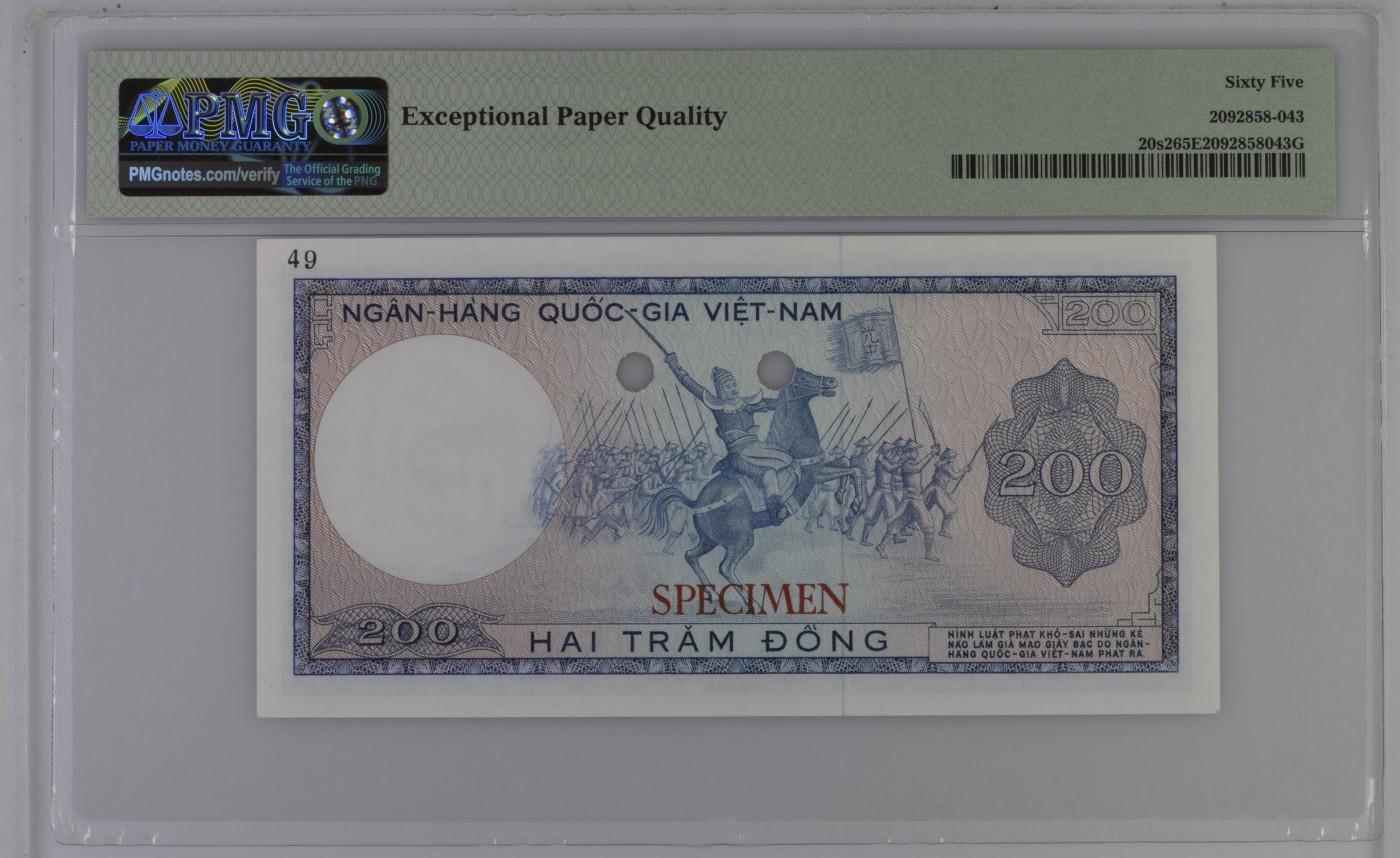 PMG
PAPER MONEY GUARANTY
PMGnotes.com/verify
The Official Grading
Service of the PNG
Exceptional Paper Quality
Sixty Five
2092858-043
20s265E2092858043G
49
NGÂN-HÀNG QUỐC-GIA VIỆT-NAM
光中
200
200
SPECIMEN
200
HAI TRĂM ĐỒNG
HÌNH LUẬT PHẠT KHỔ-SAI NHỮNG KẺ
NÀO LÀM GIẢ MẠO GIẤY BẠC DO NGÂN-
HÀNG QUỐC-GIA VIỆT-NAM PHÁT RA.